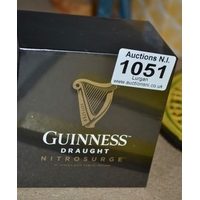 Auctions N.I.
1051
Lurgan
www.auctionsni.co.uk
GUINNESS
DRAUGHT
NITROSURGE